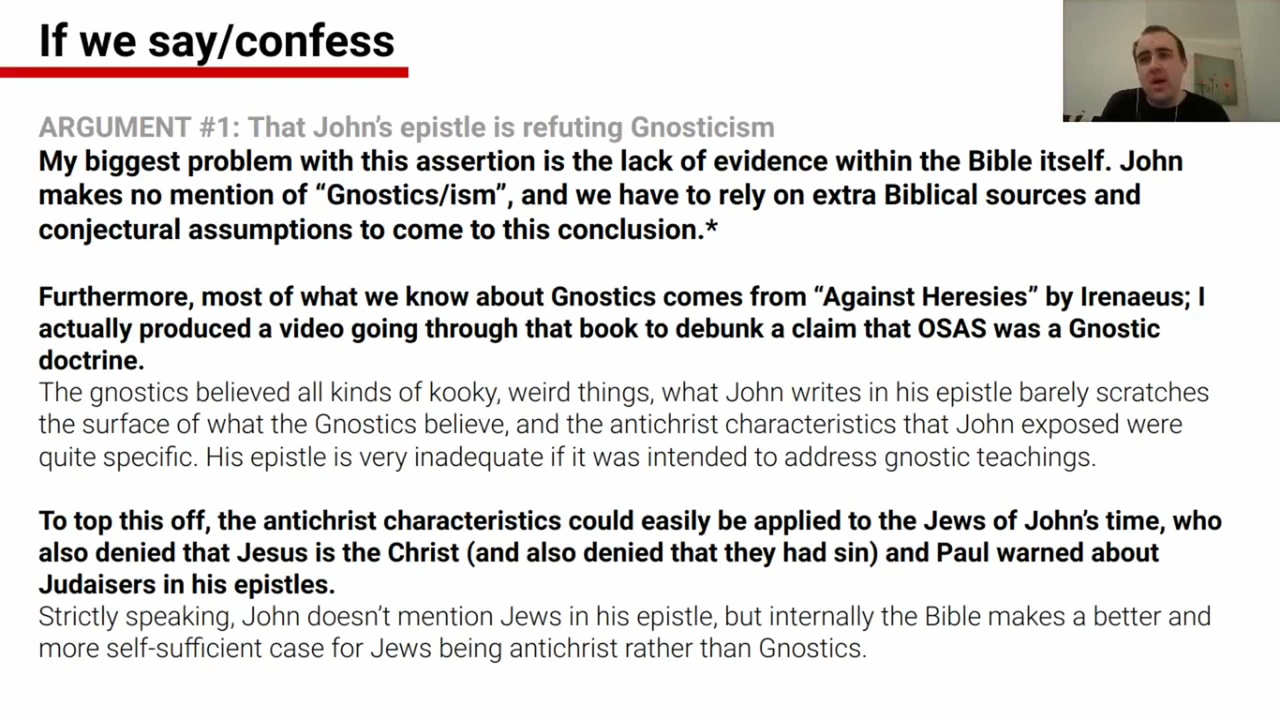 If we say/confess
ARGUMENT #1: That John's epistle is refuting Gnosticism
My biggest problem with this assertion is the lack of evidence within the Bible itself. John
makes no mention of “Gnostics/ism”, and we have to rely on extra Biblical sources and
conjectural assumptions to come to this conclusion.*
Furthermore, most of what we know about Gnostics comes from “Against Heresies” by Irenaeus; I
actually produced a video going through that book to debunk a claim that OSAS was a Gnostic
doctrine.
The gnostics believed all kinds of kooky, weird things, what John writes in his epistle barely scratches
the surface of what the Gnostics believe, and the antichrist characteristics that John exposed were
quite specific. His epistle is very inadequate if it was intended to address gnostic teachings.
To top this off, the antichrist characteristics could easily be applied to the Jews of John's time, who
also denied that Jesus is the Christ (and also denied that they had sin) and Paul warned about
Judaisers in his epistles.
Strictly speaking, John doesn't mention Jews in his epistle, but internally the Bible makes a better and
more self-sufficient case for Jews being antichrist rather than Gnostics.